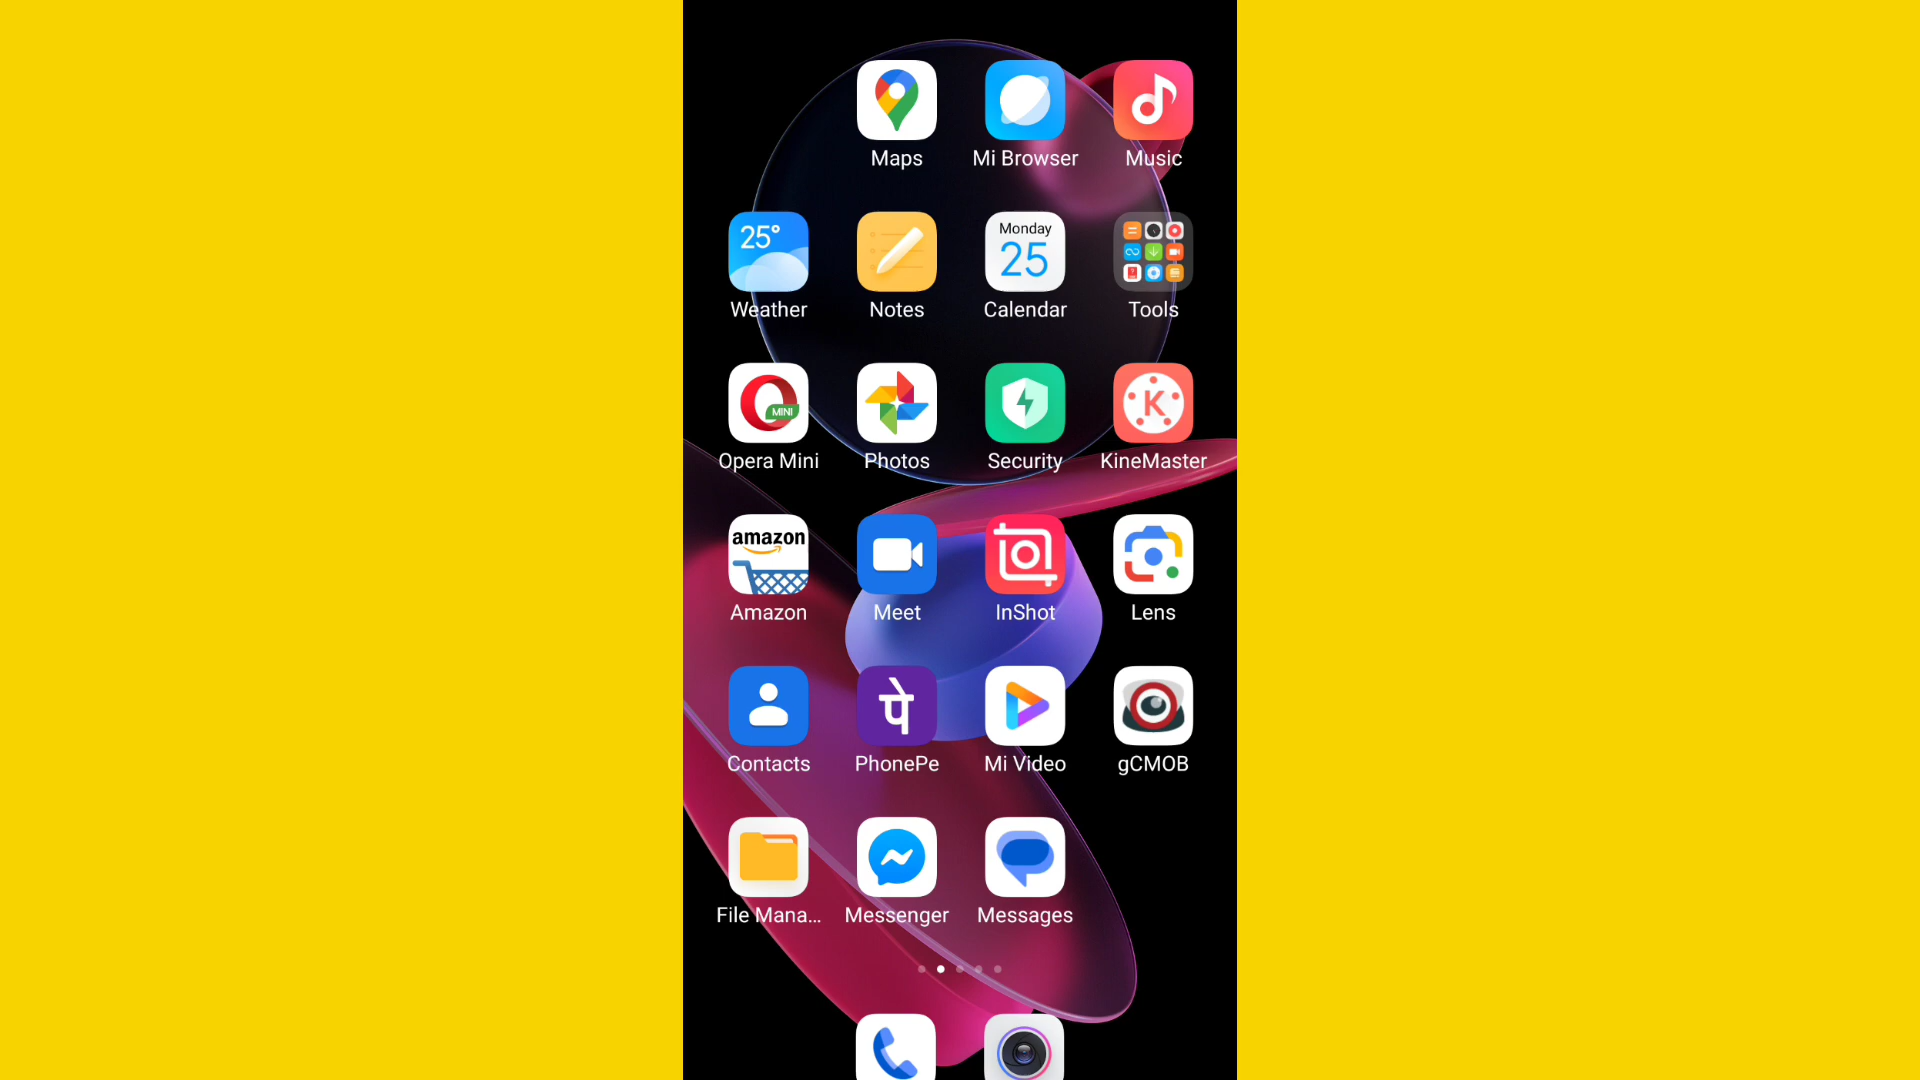 Maps Mi Browser Music
25° Monday
25
Weather Notes Calendar Tools
MINI K
Opera Mini Photos Security KineMaster
amazon
Amazon Meet InShot Lens
पे
Contacts PhonePe Mi Video gCMOB
File Mana... Messenger Messages